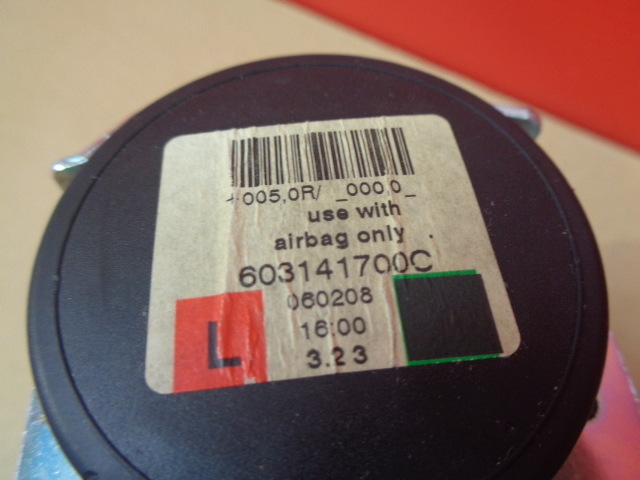 005,0R/ _000,0_
use with
airbag only
603141700C
060208
L 16:00
3.23